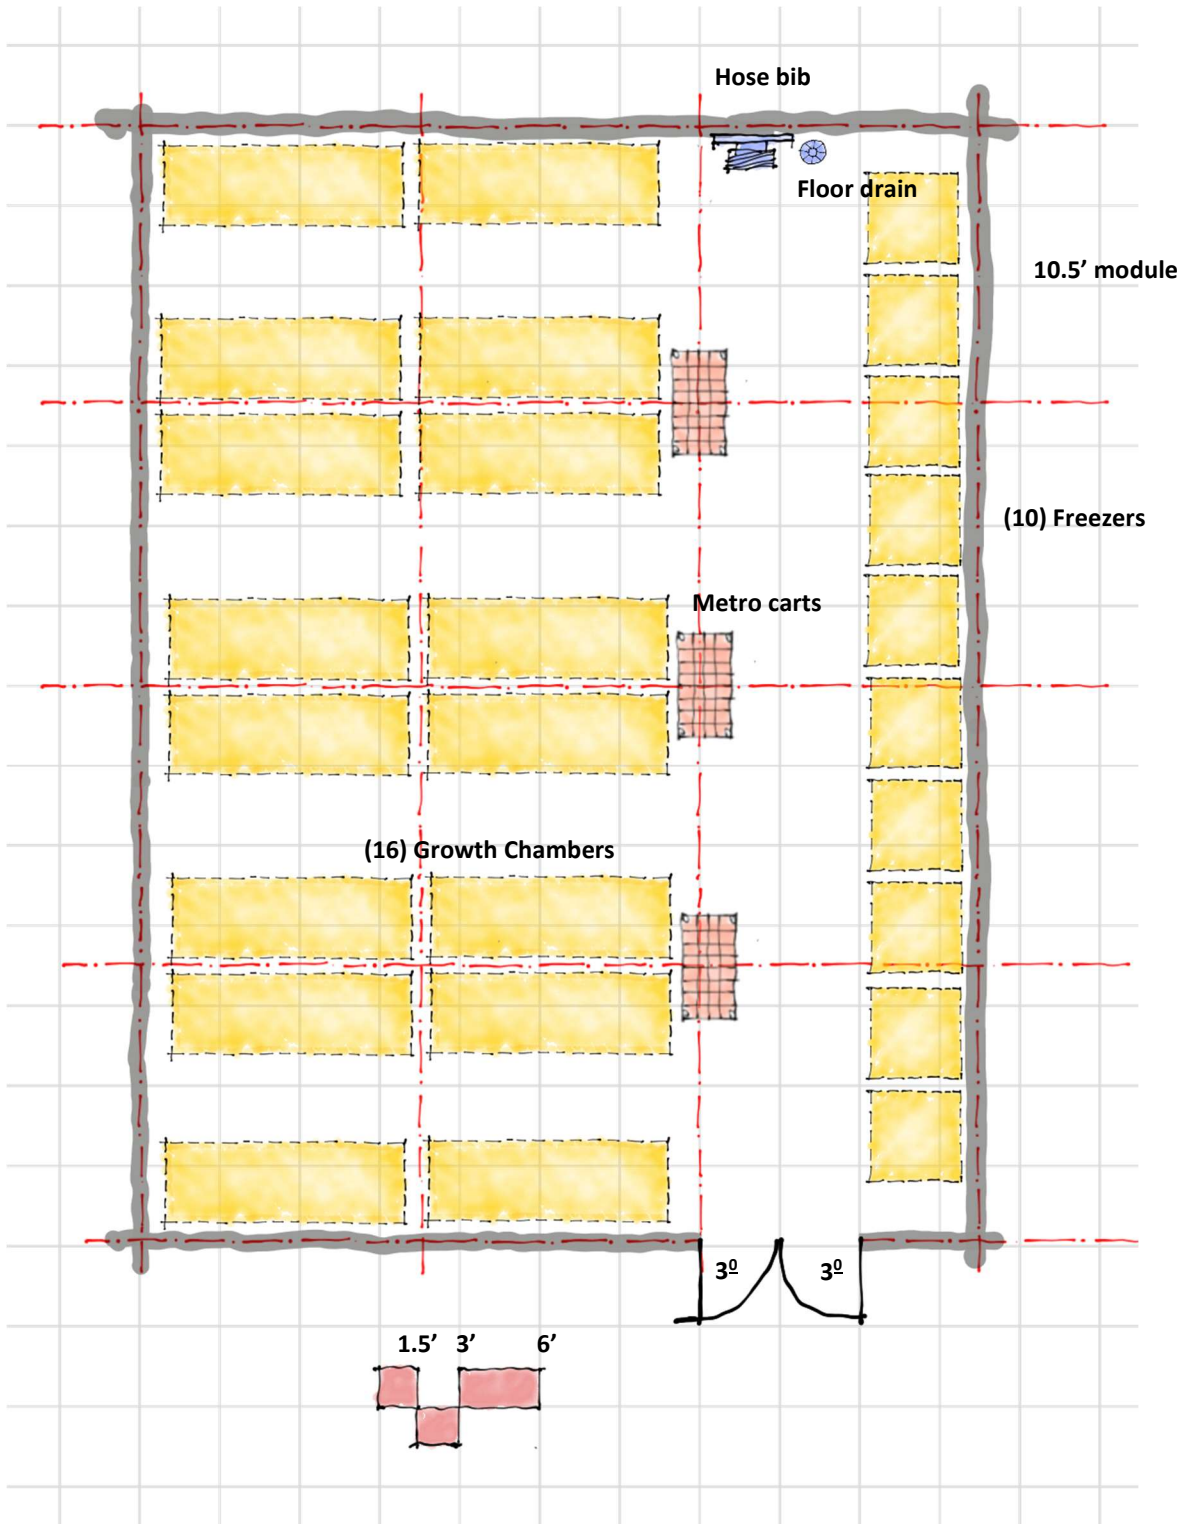 Hose bib
Floor drain
10.5’ module
(10) Freezers
Metro carts
(16) Growth Chambers
3⁰ 3⁰
1.5’ 3’ 6’